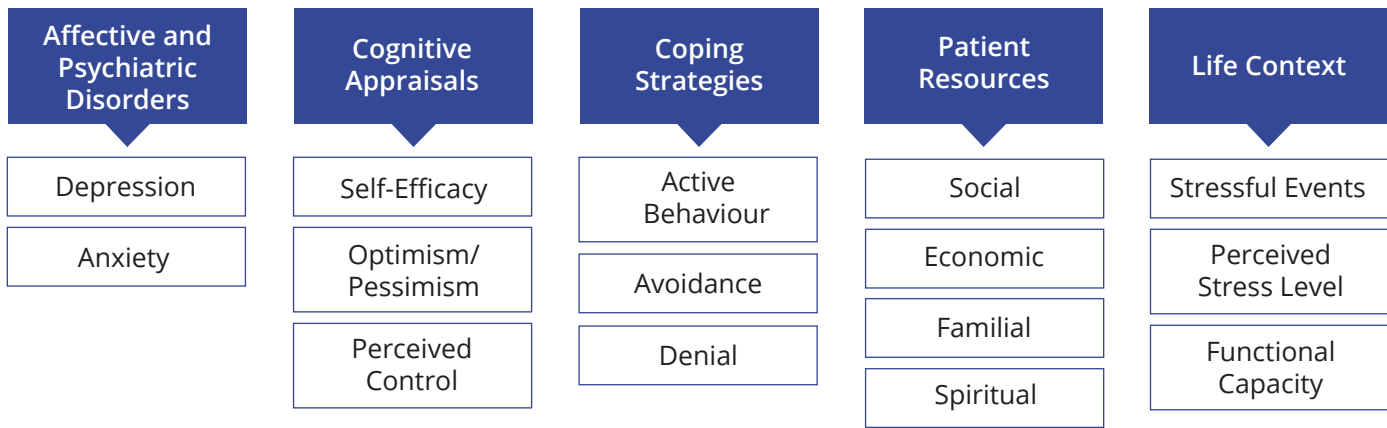 Affective and
Psychiatric
Disorders
Depression
Anxiety
Cognitive
Appraisals
Self-Efficacy
Optimism/
Pessimism
Perceived
Control
Coping
Strategies
Active
Behaviour
Avoidance
Denial
Patient
Resources
Social
Economic
Familial
Spiritual
Life Context
Stressful Events
Perceived
Stress Level
Functional
Capacity